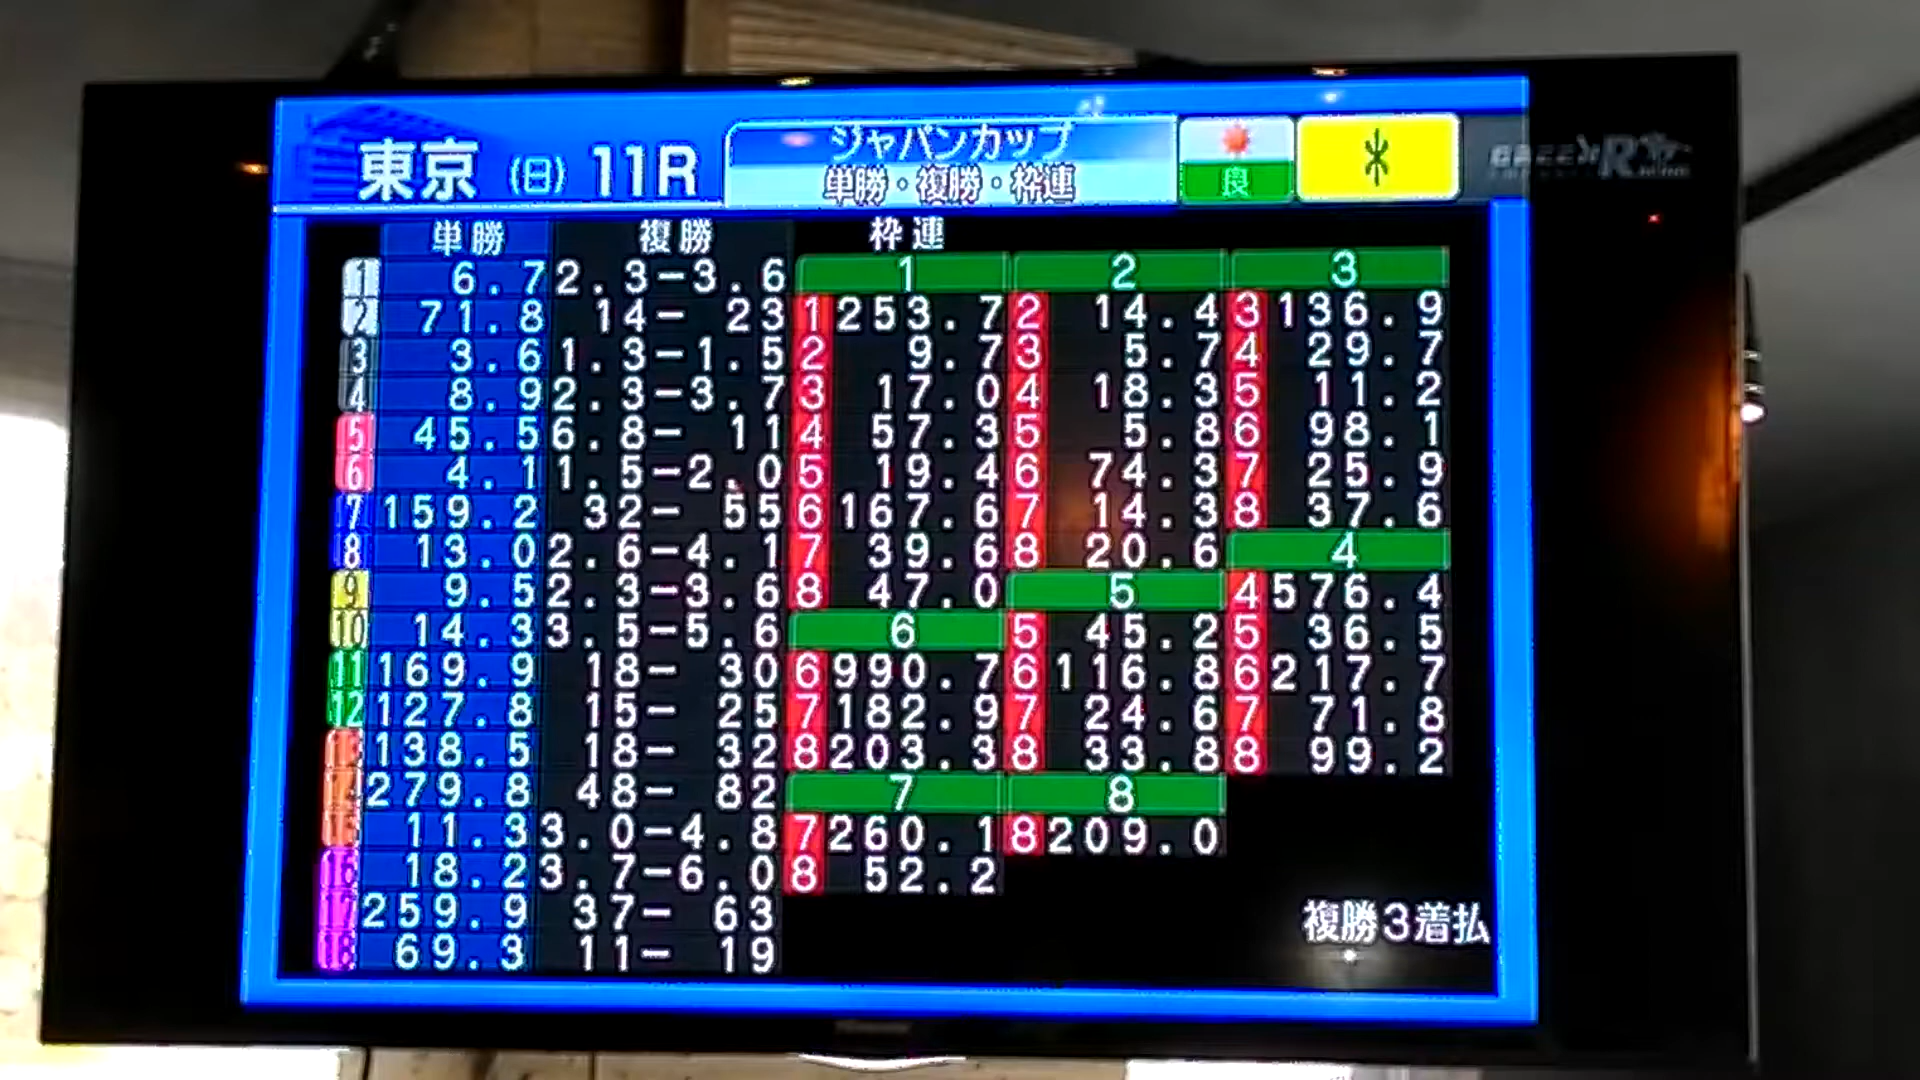 東京 (日) 11R
ジャパンカップ
単勝・複勝・枠連
良
GREEN
単勝 複勝 枠連
1 6.7 2.3-3.6 1 2 3
2 71.8 14- 23 1 253.7 2 14.4 3 136.9
3 3.6 1.3-1.5 2 9.7 3 5.7 4 29.7
4 8.9 2.3-3.7 3 17.0 4 18.3 5 11.2
5 45.5 6.8- 11 4 57.3 5 5.8 6 98.1
6 4.1 1.5-2.0 5 19.4 6 74.3 7 25.9
7 159.2 32- 55 6 167.6 7 14.3 8 37.6
8 13.0 2.6-4.1 7 39.6 8 20.6 4
9 9.5 2.3-3.6 8 47.0 5 4 576.4
10 14.3 3.5-5.6 6 5 45.2 5 36.5
11 169.9 18- 30 6 990.7 6 116.8 6 217.7
12 127.8 15- 25 7 182.9 7 24.6 7 71.8
13 138.5 18- 32 8 203.3 8 33.8 8 99.2
14 279.8 48- 82 7 8
15 11.3 3.0-4.8 7 260.1 8 209.0
16 18.2 3.7-6.0 8 52.2
17 259.9 37- 63
18 69.3 11- 19
複勝3着払